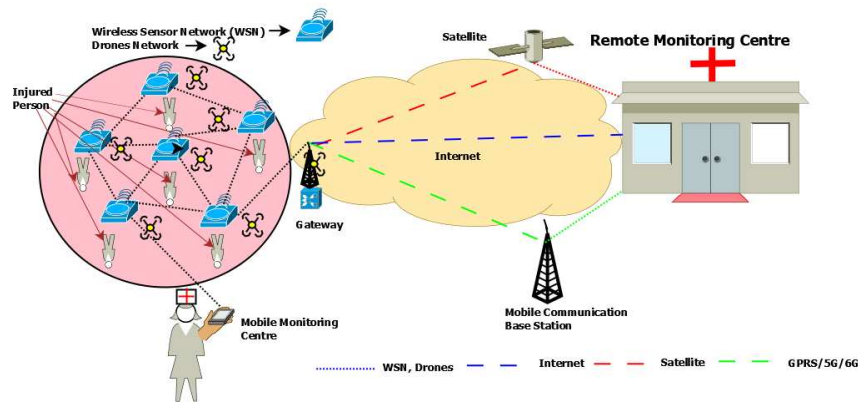 Wireless Sensor Network (WSN)
Drones Network
Satellite
Remote Monitoring Centre
Injured
Person
Internet
Gateway
Mobile Communication
Base Station
Mobile Monitoring
Centre
WSN, Drones
Internet
Satellite
GPRS/5G/6G